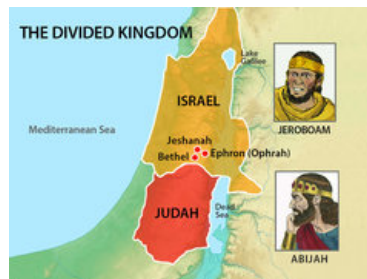 THE DIVIDED KINGDOM
Lake
Galilee
ISRAEL
JEROBOAM
Mediterranean Sea
Jeshanah
Bethel
Ephron (Ophrah)
JUDAH
Dead
Sea
ABIJAH